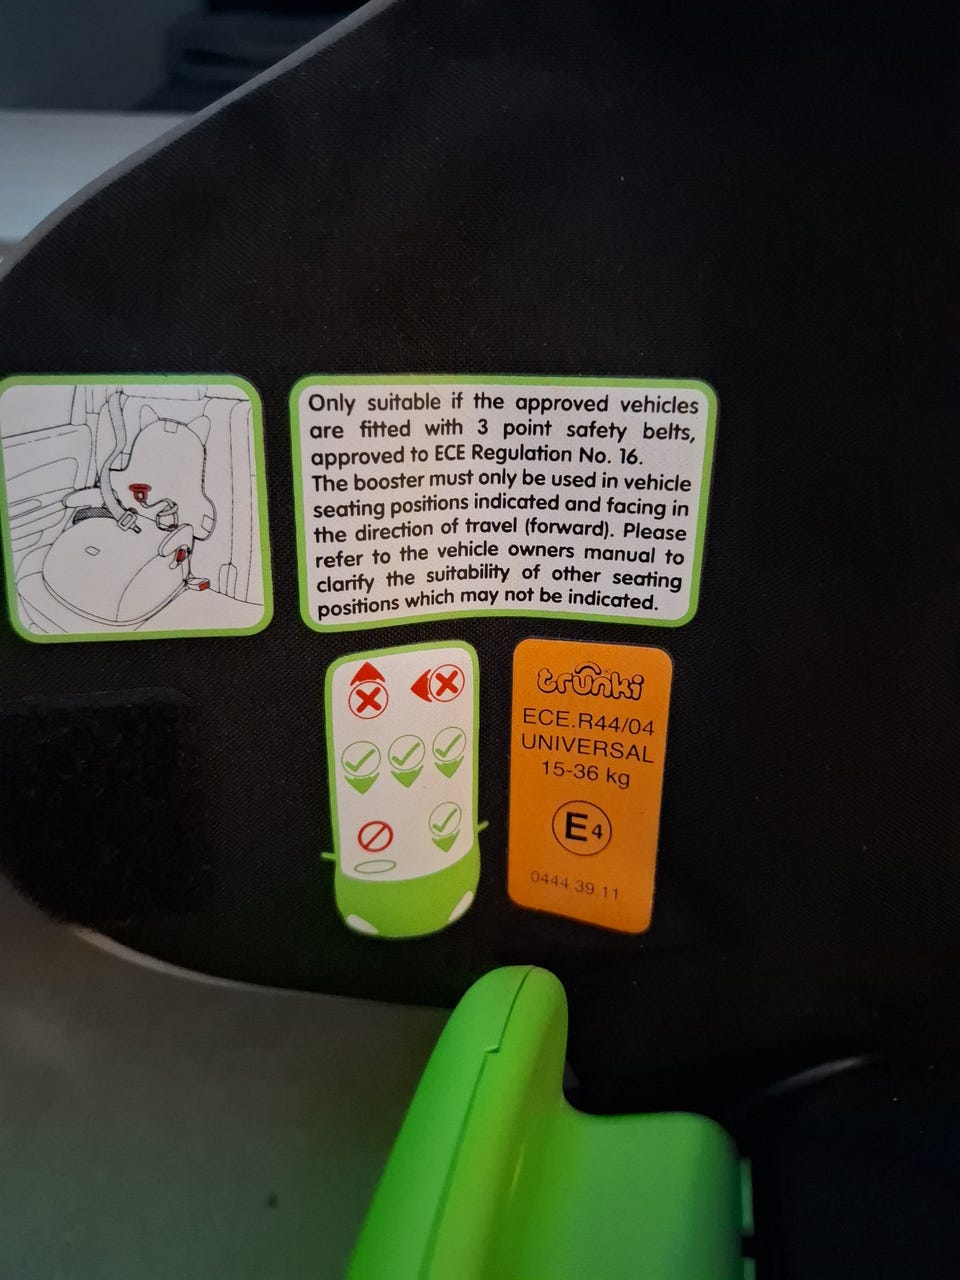 Only suitable if the approved vehicles
are fitted with 3 point safety belts,
approved to ECE Regulation No. 16.
The booster must only be used in vehicle
seating positions indicated and facing in
the direction of travel (forward). Please
refer to the vehicle owners manual to
clarify the suitability of other seating
positions which may not be indicated.
trunki
ECE.R44/04
UNIVERSAL
15-36 kg
E4
0444.39.11